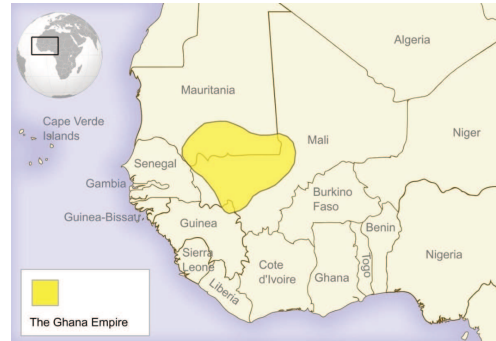 Algeria
Mauritania
Cape Verde
Islands
Mali
Niger
Senegal
Gambia
Burkino
Faso
Guinea-Bissau
Guinea
Benin
Sierra
Leone
Cote
d'Ivoire
Ghana
Togo
Nigeria
Liberia
The Ghana Empire